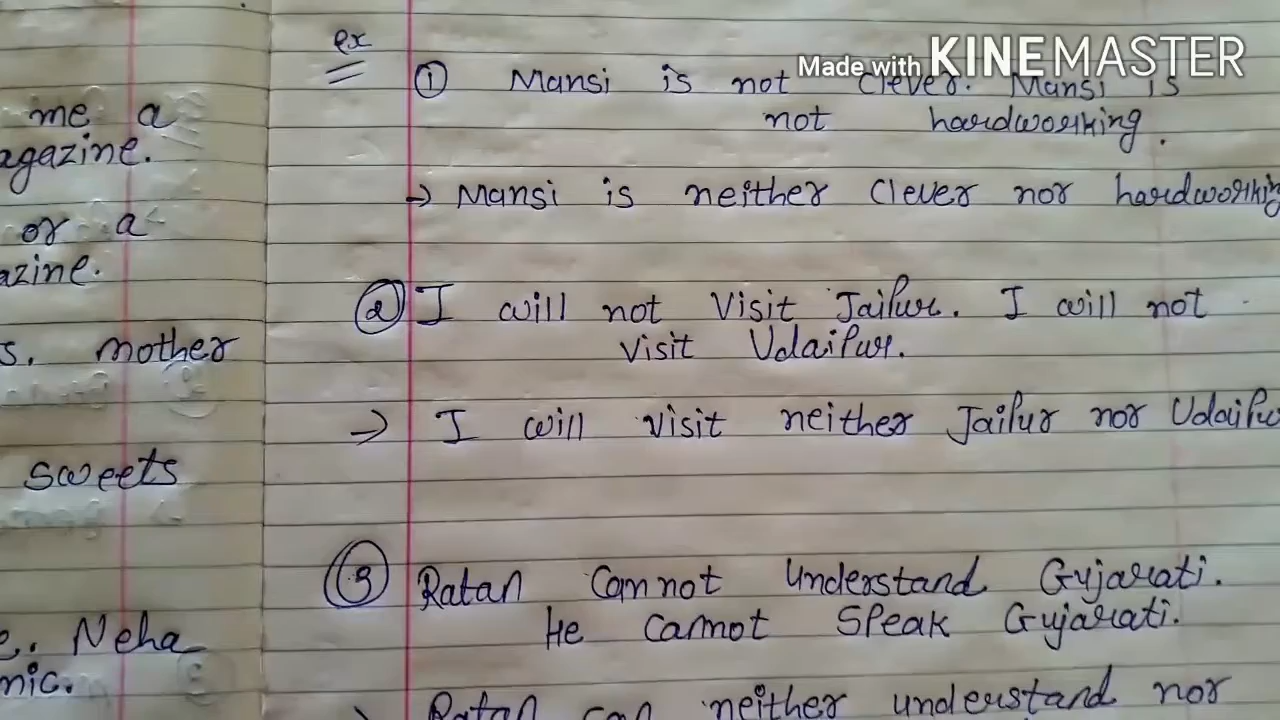 me a
agazine.
or a
azine.
s. mother
sweets
e. Neha
nic.
ex
Made with KINEMASTER
① Mansi is not clever. Mansi is
not hardworking.
→ Mansi is neither clever nor hardworking
② I will not visit Jaipur. I will not
visit Udaipur.
→ I will visit neither Jaipur nor Udaipu
③ Ratan cannot understand Gujarati.
He cannot speak Gujarati.
Ratan can neither understand nor